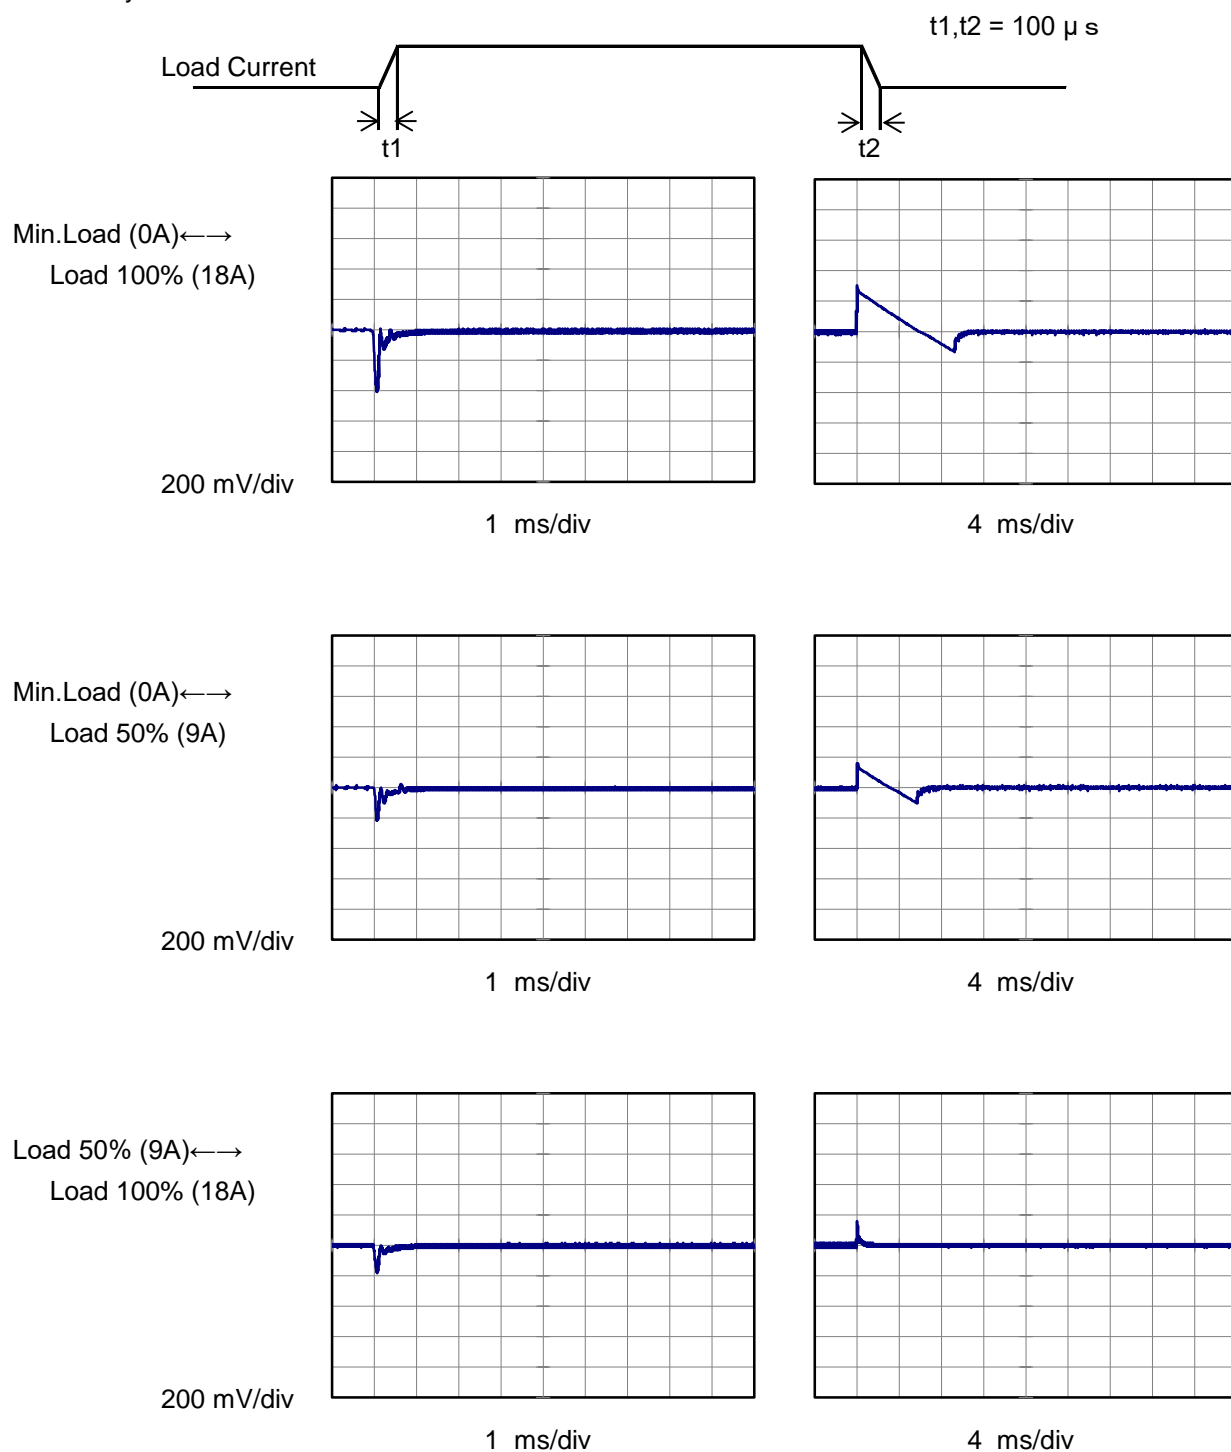 t1,t2 = 100 μ s
Load Current
t1 t2
Min.Load (0A)←→
Load 100% (18A)
200 mV/div
1 ms/div 4 ms/div
Min.Load (0A)←→
Load 50% (9A)
200 mV/div
1 ms/div 4 ms/div
Load 50% (9A)←→
Load 100% (18A)
200 mV/div
1 ms/div 4 ms/div